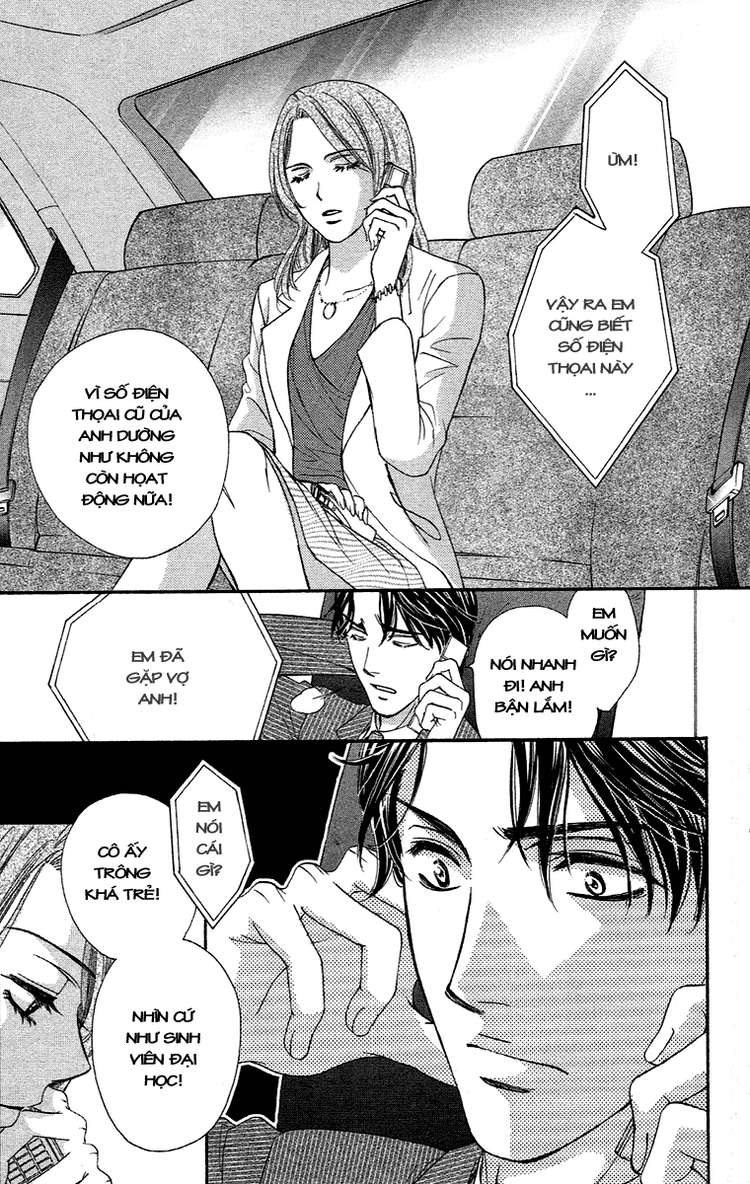 ỪM!
VẬY RA EM
CŨNG BIẾT
SỐ ĐIỆN
THOẠI NÀY
...
VÌ SỐ ĐIỆN
THOẠI CŨ CỦA
ANH DƯỜNG
NHƯ KHÔNG
CÒN HOẠT
ĐỘNG NỮA!
EM
MUỐN
GÌ?
NÓI NHANH
ĐI! ANH
BẬN LẮM!
EM ĐÃ
GẶP VỢ
ANH!
EM
NÓI
CÁI
GÌ?
CÔ ẤY
TRÔNG
KHÁ TRẺ!
NHÌN CỨ
NHƯ SINH
VIÊN ĐẠI
HỌC!